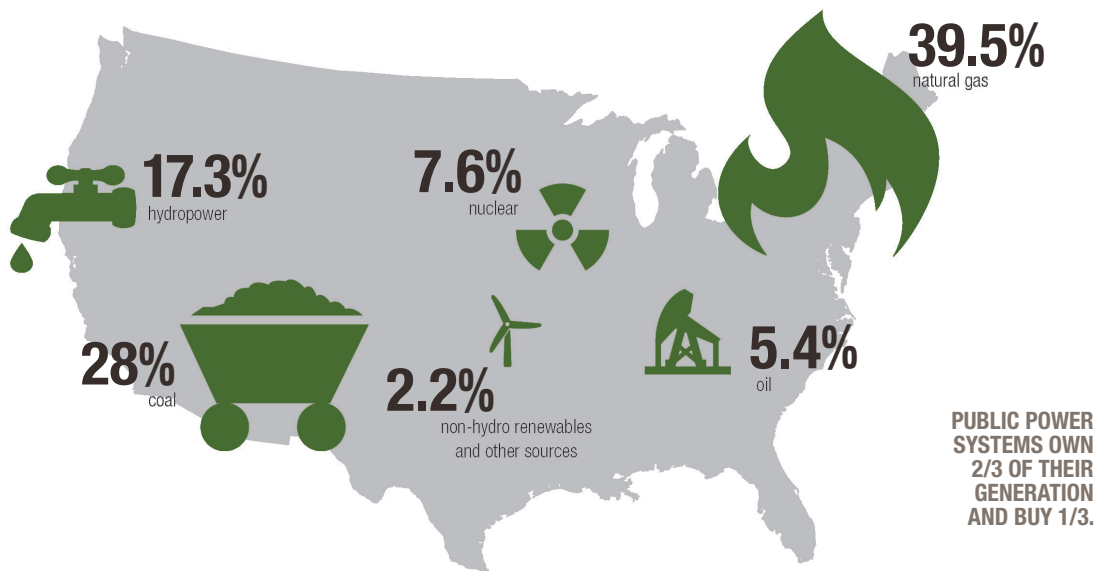 39.5%
natural gas
17.3%
hydropower
7.6%
nuclear
28%
coal
2.2%
non-hydro renewables
and other sources
5.4%
oil
PUBLIC POWER
SYSTEMS OWN
2/3 OF THEIR
GENERATION
AND BUY 1/3.